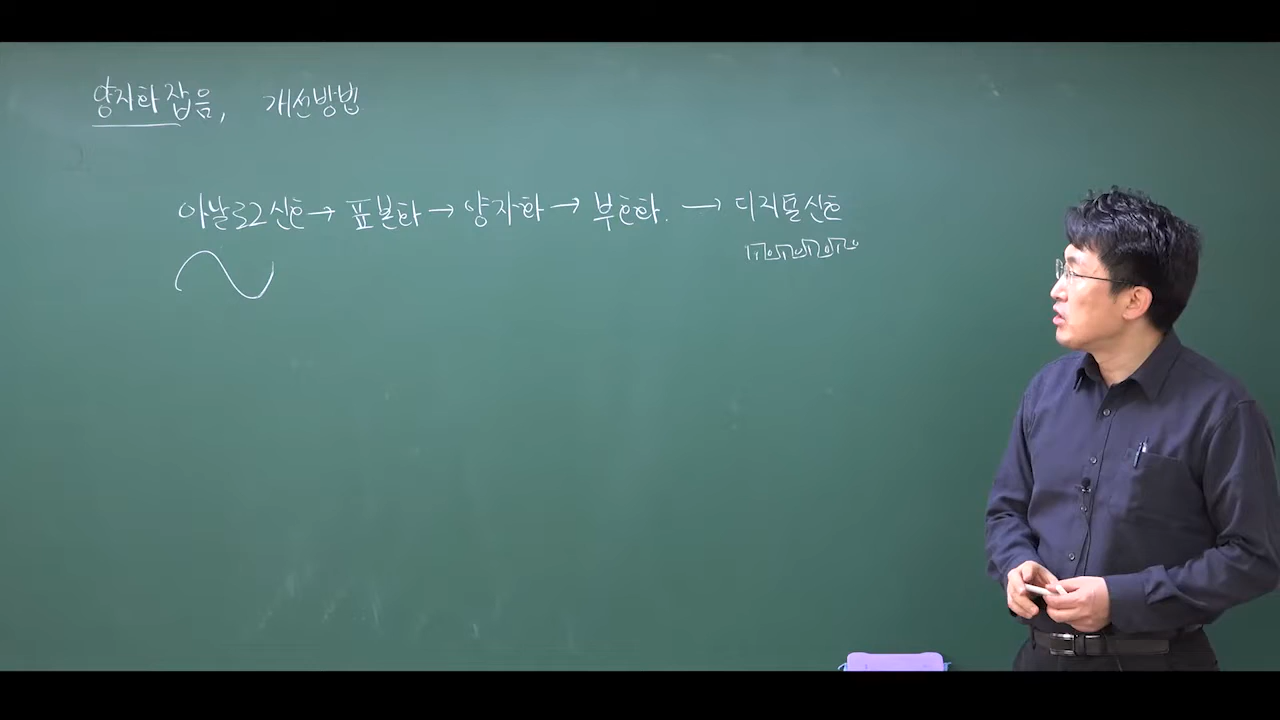 양자화 잡음, 개선방법
아날로그 신호 → 표본화 → 양자화 → 부호화. → 디지털 신호